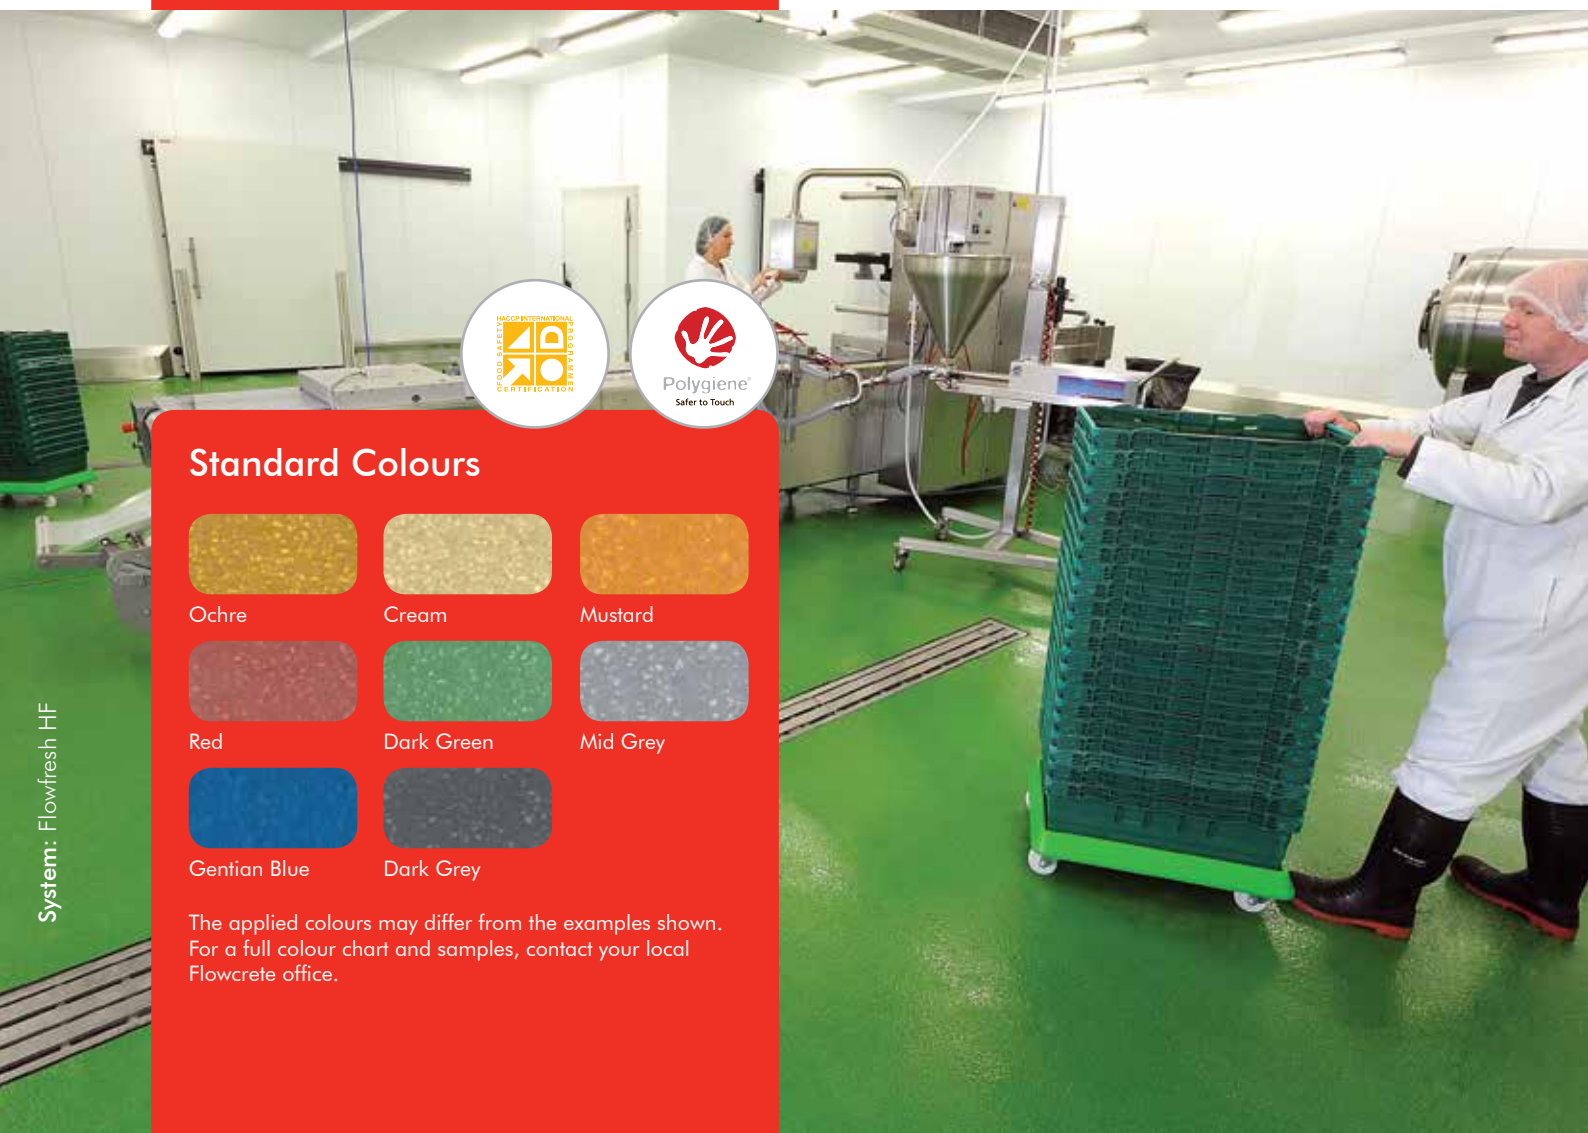 HACCP INTERNATIONAL
FOOD SAFETY
PROGRAMMES
CERTIFICATION
Polygiene®
Safer to Touch
Standard Colours
Ochre
Cream
Mustard
Red
Dark Green
Mid Grey
Gentian Blue
Dark Grey
The applied colours may differ from the examples shown.
For a full colour chart and samples, contact your local
Flowcrete office.
System: Flowfresh HF